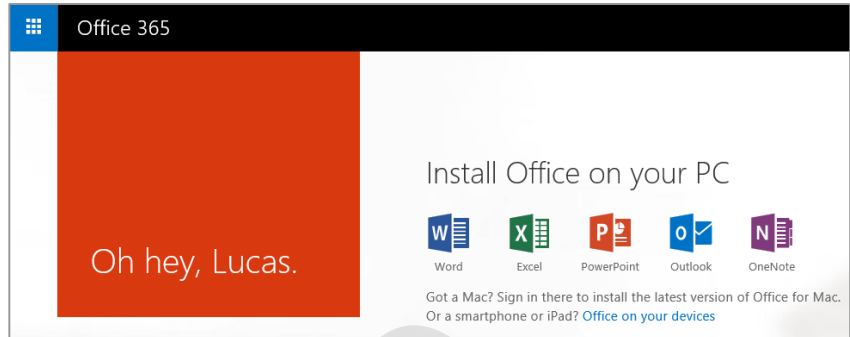 Office 365
Oh hey, Lucas.
Install Office on your PC
W X P O N
Word Excel PowerPoint Outlook OneNote
Got a Mac? Sign in there to install the latest version of Office for Mac.
Or a smartphone or iPad? Office on your devices